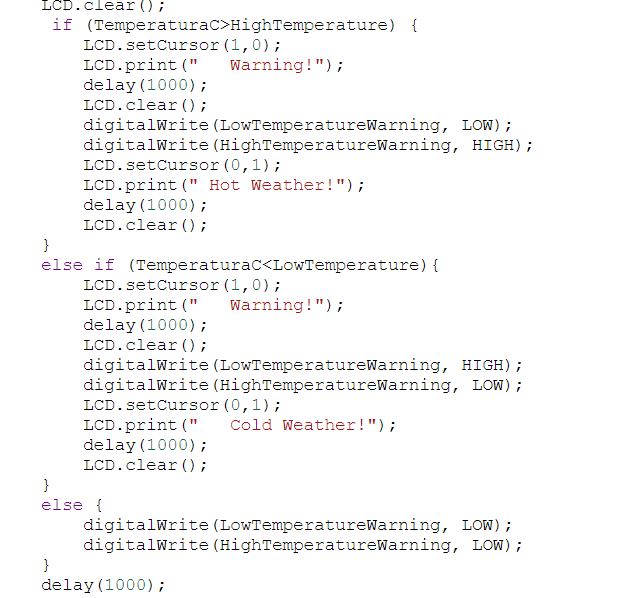 LCD.clear();
if (TemperaturaC>HighTemperature) {
LCD.setCursor(1,0);
LCD.print("   Warning!");
delay(1000);
LCD.clear();
digitalWrite(LowTemperatureWarning, LOW);
digitalWrite(HighTemperatureWarning, HIGH);
LCD.setCursor(0,1);
LCD.print(" Hot Weather!");
delay(1000);
LCD.clear();
}
else if (TemperaturaC<LowTemperature){
LCD.setCursor(1,0);
LCD.print("   Warning!");
delay(1000);
LCD.clear();
digitalWrite(LowTemperatureWarning, HIGH);
digitalWrite(HighTemperatureWarning, LOW);
LCD.setCursor(0,1);
LCD.print("   Cold Weather!");
delay(1000);
LCD.clear();
}
else {
digitalWrite(LowTemperatureWarning, LOW);
digitalWrite(HighTemperatureWarning, LOW);
}
delay(1000);